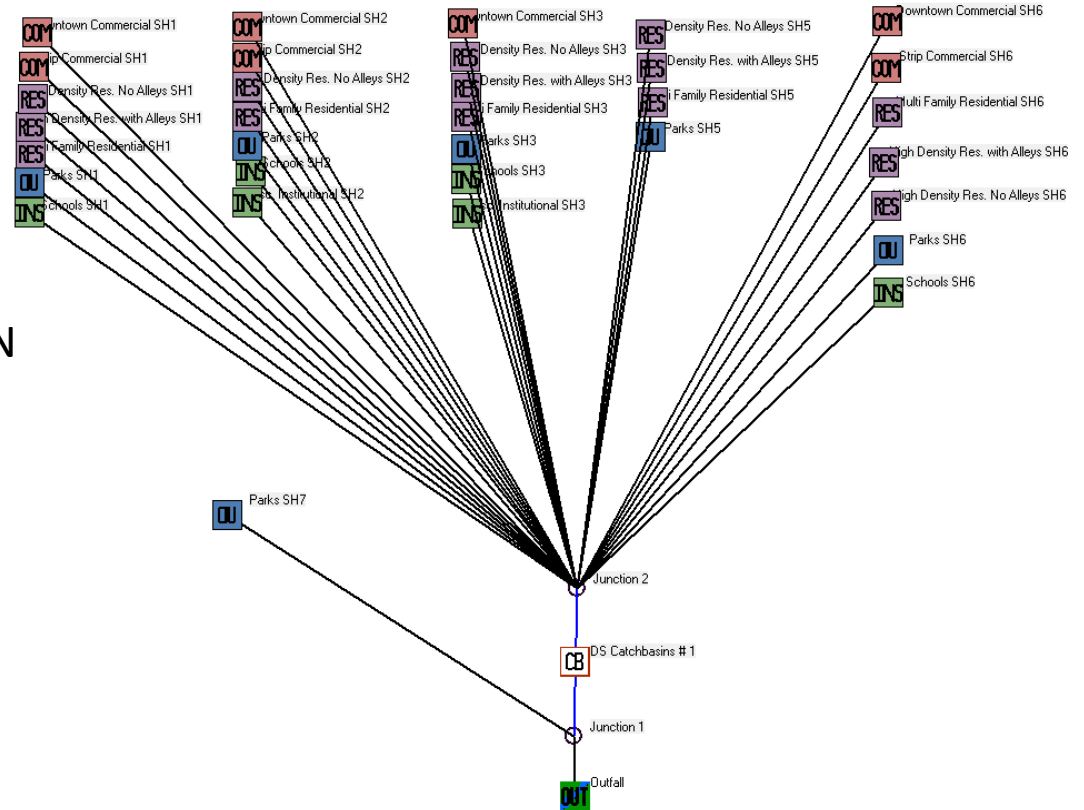 COM wntown Commercial SH1
COM ip Commercial SH1
RES Density Res. No Alleys SH1
RES Density Res. with Alleys SH1
RES i Family Residential SH1
OU Parks SH1
INS chools SH1
COM wntown Commercial SH2
COM ip Commercial SH2
RES Density Res. No Alleys SH2
RES i Family Residential SH2
OU Parks SH2
INS Schools SH2
INS sc. Institutional SH2
COM wntown Commercial SH3
RES Density Res. No Alleys SH3
RES Density Res. with Alleys SH3
RES i Family Residential SH3
OU Parks SH3
INS chools SH3
INS sc. Institutional SH3
RES Density Res. No Alleys SH5
RES Density Res. with Alleys SH5
RES i Family Residential SH5
OU Parks SH5
COM Downtown Commercial SH6
COM Strip Commercial SH6
RES Multi Family Residential SH6
RES High Density Res. with Alleys SH6
RES High Density Res. No Alleys SH6
OU Parks SH6
INS Schools SH6
N
OU Parks SH7
Junction 2
CB DS Catchbasins # 1
Junction 1
OUT Outfall